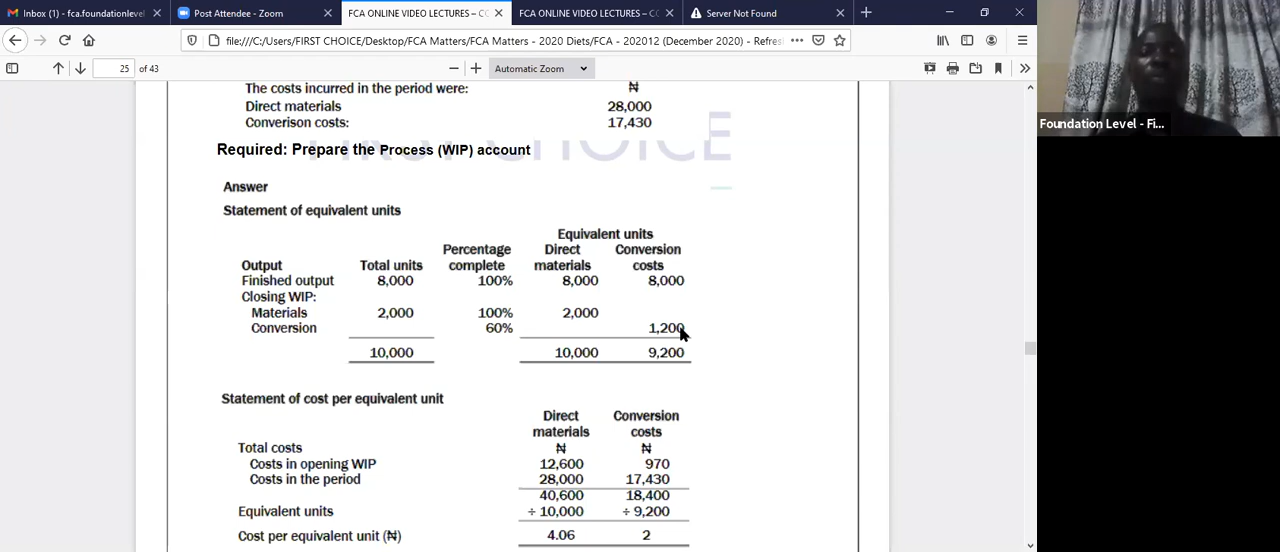 Inbox (1) - fca.foundationlevel
Post Attendee - Zoom
FCA ONLINE VIDEO LECTURES – CO
FCA ONLINE VIDEO LECTURES – C
Server Not Found
file:///C:/Users/FIRST CHOICE/Desktop/FCA Matters/FCA Matters - 2020 Diets/FCA - 202012 (December 2020) - Refres
25 of 43
Automatic Zoom
Foundation Level - Fi...
The costs incurred in the period were: ₦
Direct materials 28,000
Converison costs: 17,430
FIRST CHOICE
Required: Prepare the Process (WIP) account
Answer
Statement of equivalent units
Equivalent units
Percentage Direct Conversion
Output Total units complete materials costs
Finished output 8,000 100% 8,000 8,000
Closing WIP:
Materials 2,000 100% 2,000
Conversion 60% 1,200
10,000 10,000 9,200
Statement of cost per equivalent unit
Direct Conversion
materials costs
Total costs ₦ ₦
Costs in opening WIP 12,600 970
Costs in the period 28,000 17,430
40,600 18,400
Equivalent units ÷ 10,000 ÷ 9,200
Cost per equivalent unit (₦) 4.06 2